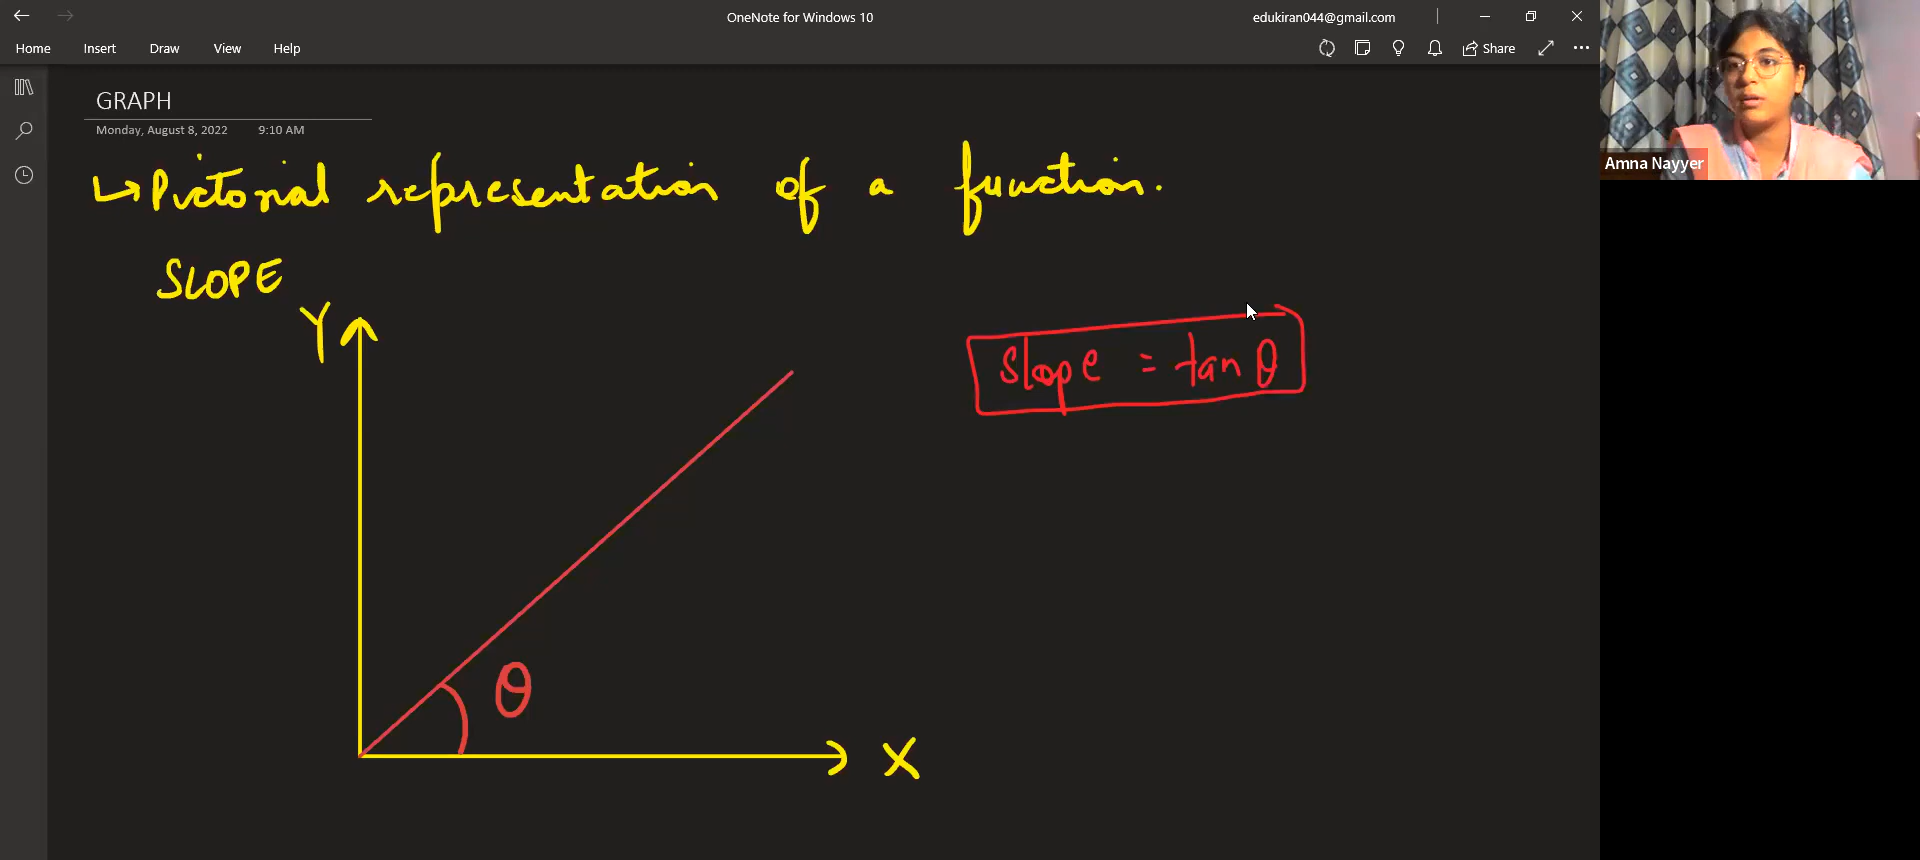 OneNote for Windows 10
edukiran044@gmail.com
Home Insert Draw View Help
Share
GRAPH
Monday, August 8, 2022 9:10 AM
↳ Pictorial representation of a function.
SLOPE
Y
slope = tan θ
θ
X
Amna Nayyer